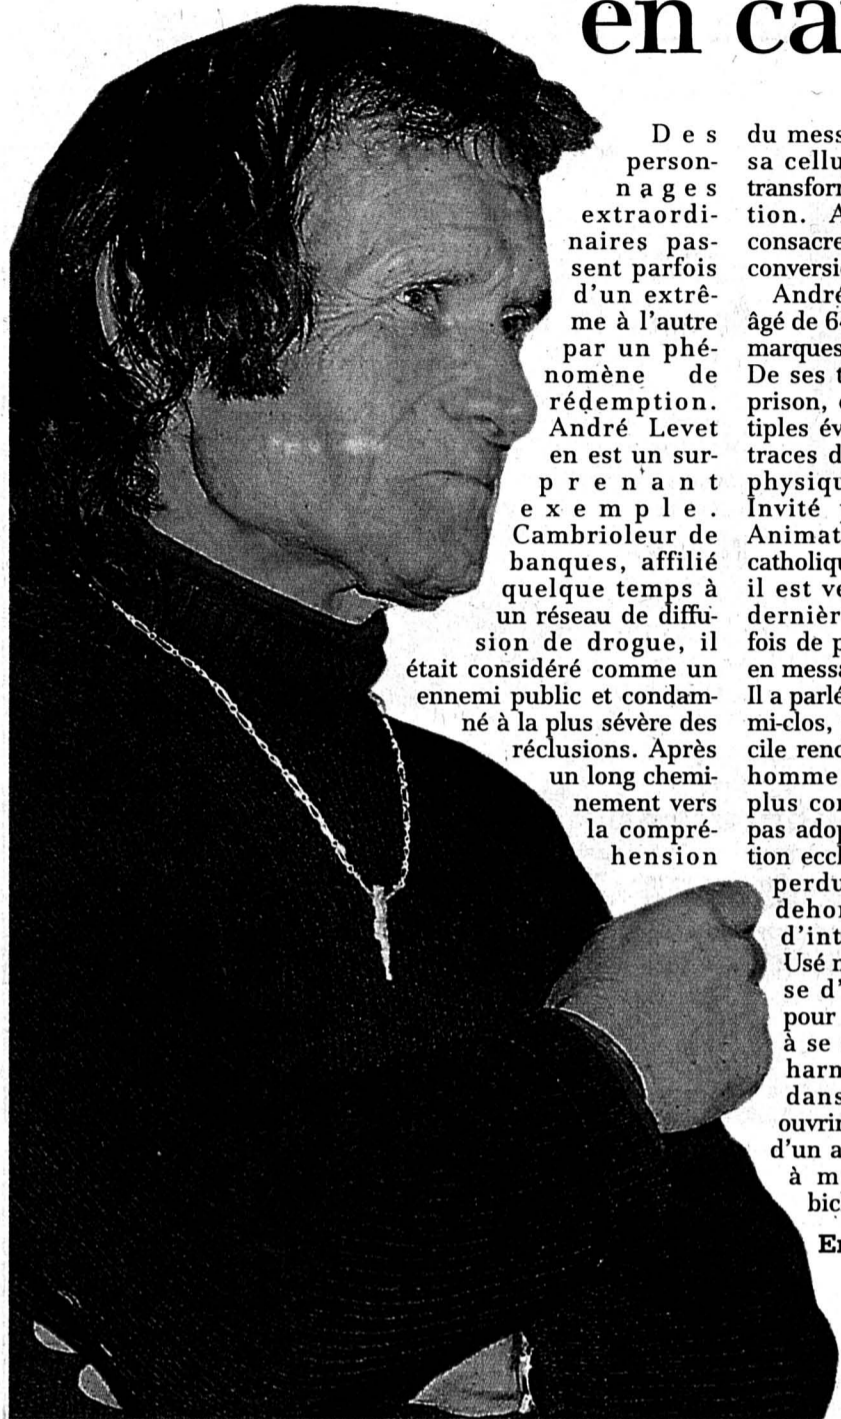 en ca
Des
person-
nages
extraordi-
naires pas-
sent parfois
d'un extrê-
me à l'autre
par un phé-
nomène de
rédemption.
André Levet
en est un sur-
prenant
exemple.
Cambrioleur de
banques, affilié
quelque temps à
un réseau de diffu-
sion de drogue, il
était considéré comme un
ennemi public et condam-
né à la plus sévère des
réclusions. Après
un long chemi-
nement vers
la compré-
hension
du mess
sa cellu
transform
tion. A
consacre
conversi
André
âgé de 6
marques
De ses t
prison,
tiples év
traces d
physiqu
Invité
Animat
catholiqu
il est ve
dernièr
fois de p
en messa
Il a parlé
mi-clos,
cile renc
homme
plus con
pas adop
tion eccl
perdu
dehor
d'int
Usé
se d'
pour
à se
harm
dans
ouvrir
d'un a
à m
bic